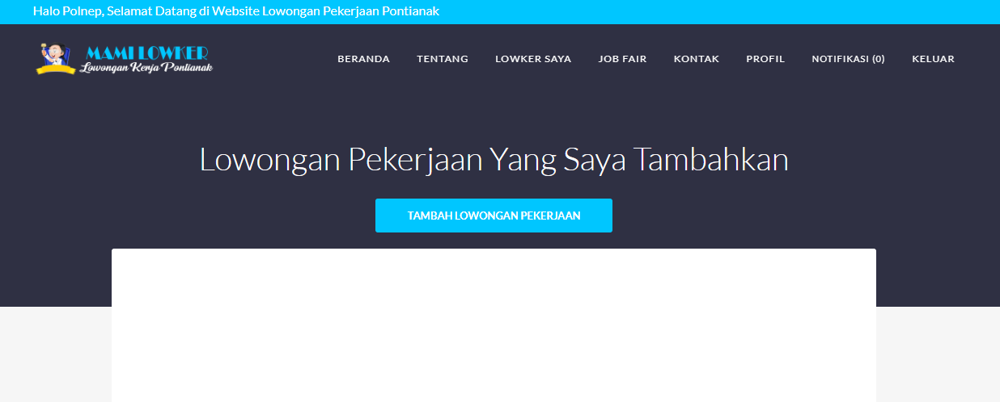 Halo Polnep, Selamat Datang di Website Lowongan Pekerjaan Pontianak
MAMI LOWKER
Lowongan Kerja Pontianak
BERANDA TENTANG LOWKER SAYA JOB FAIR KONTAK PROFIL NOTIFIKASI (0) KELUAR
Lowongan Pekerjaan Yang Saya Tambahkan
TAMBAH LOWONGAN PEKERJAAN